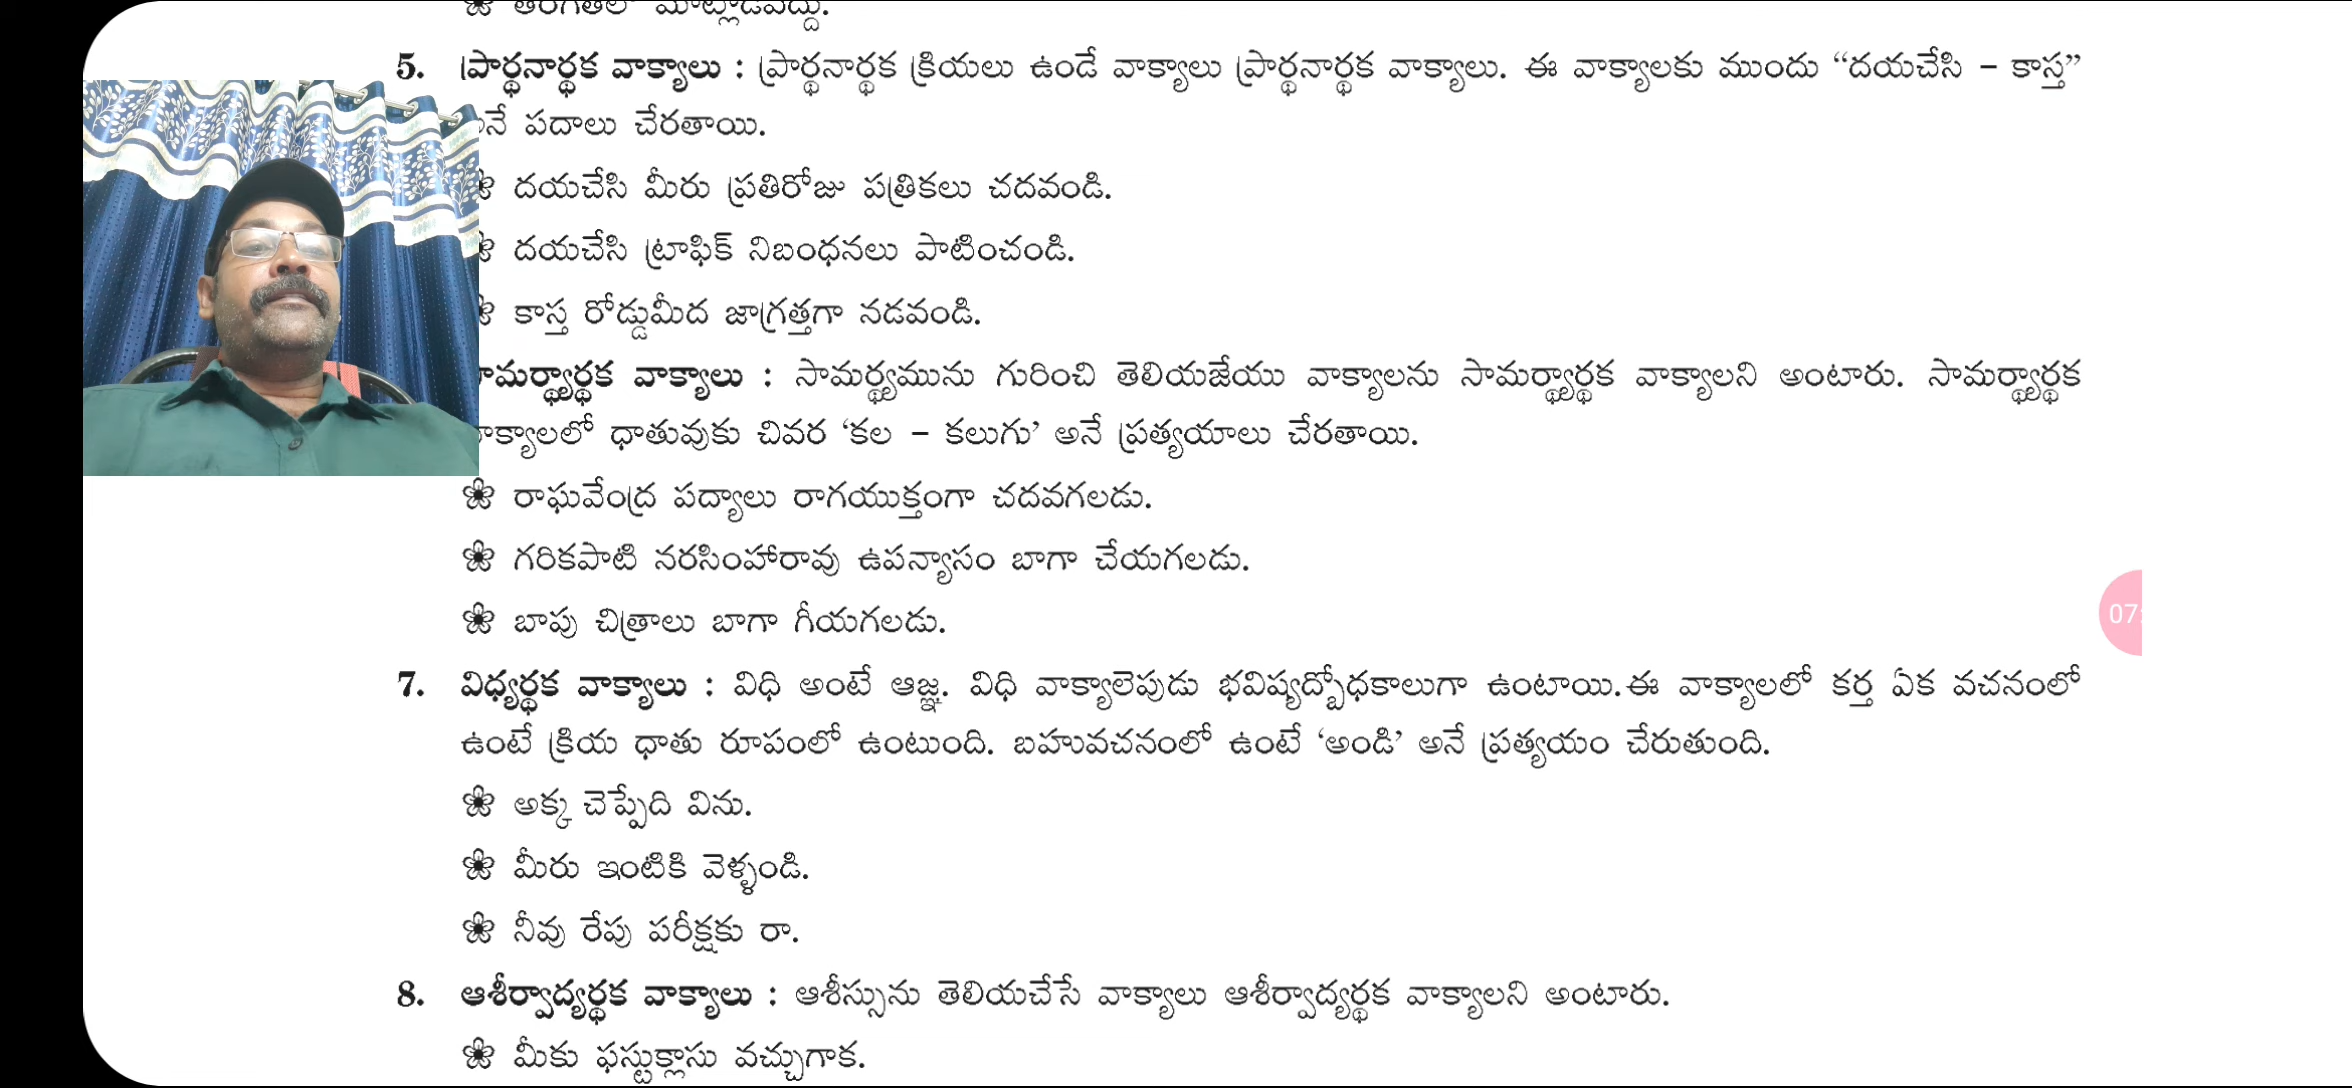 5. ప్రార్థనార్థక వాక్యాలు : ప్రార్థనార్థక క్రియలు ఉండే వాక్యాలు ప్రార్థనార్థక వాక్యాలు. ఈ వాక్యాలకు ముందు “దయచేసి – కాస్త”
పదాలు చేరతాయి.
దయచేసి మీరు ప్రతిరోజు పత్రికలు చదవండి.
దయచేసి ట్రాఫిక్ నిబంధనలు పాటించండి.
కాస్త రోడ్డుమీద జాగ్రత్తగా నడవండి.
వాక్యాలు : సామర్థ్యమును గురించి తెలియజేయు వాక్యాలను సామర్థ్యార్థక వాక్యాలని అంటారు. సామర్థ్యార్థక
ధాతువుకు చివర ‘కల – కలుగు’ అనే ప్రత్యయాలు చేరతాయి.
❀ రాఘవేంద్ర పద్యాలు రాగయుక్తంగా చదవగలడు.
❀ గరికపాటి నరసింహారావు ఉపన్యాసం బాగా చేయగలడు.
❀ బాపు చిత్రాలు బాగా గీయగలడు.
7. విధ్యర్థక వాక్యాలు : విధి అంటే ఆజ్ఞ. విధి వాక్యాలెపుడు భవిష్యద్బోధకాలుగా ఉంటాయి.ఈ వాక్యాలలో కర్త ఏక వచనంలో
ఉంటే క్రియ ధాతు రూపంలో ఉంటుంది. బహువచనంలో ఉంటే ‘అండి’ అనే ప్రత్యయం చేరుతుంది.
❀ అక్క చెప్పేది విను.
❀ మీరు ఇంటికి వెళ్ళండి.
❀ నీవు రేపు పరీక్షకు రా.
8. ఆశీర్వాద్యర్థక వాక్యాలు : ఆశీస్సును తెలియచేసే వాక్యాలు ఆశీర్వాద్యర్థక వాక్యాలని అంటారు.
❀ మీకు ఫస్టుక్లాసు వచ్చుగాక.